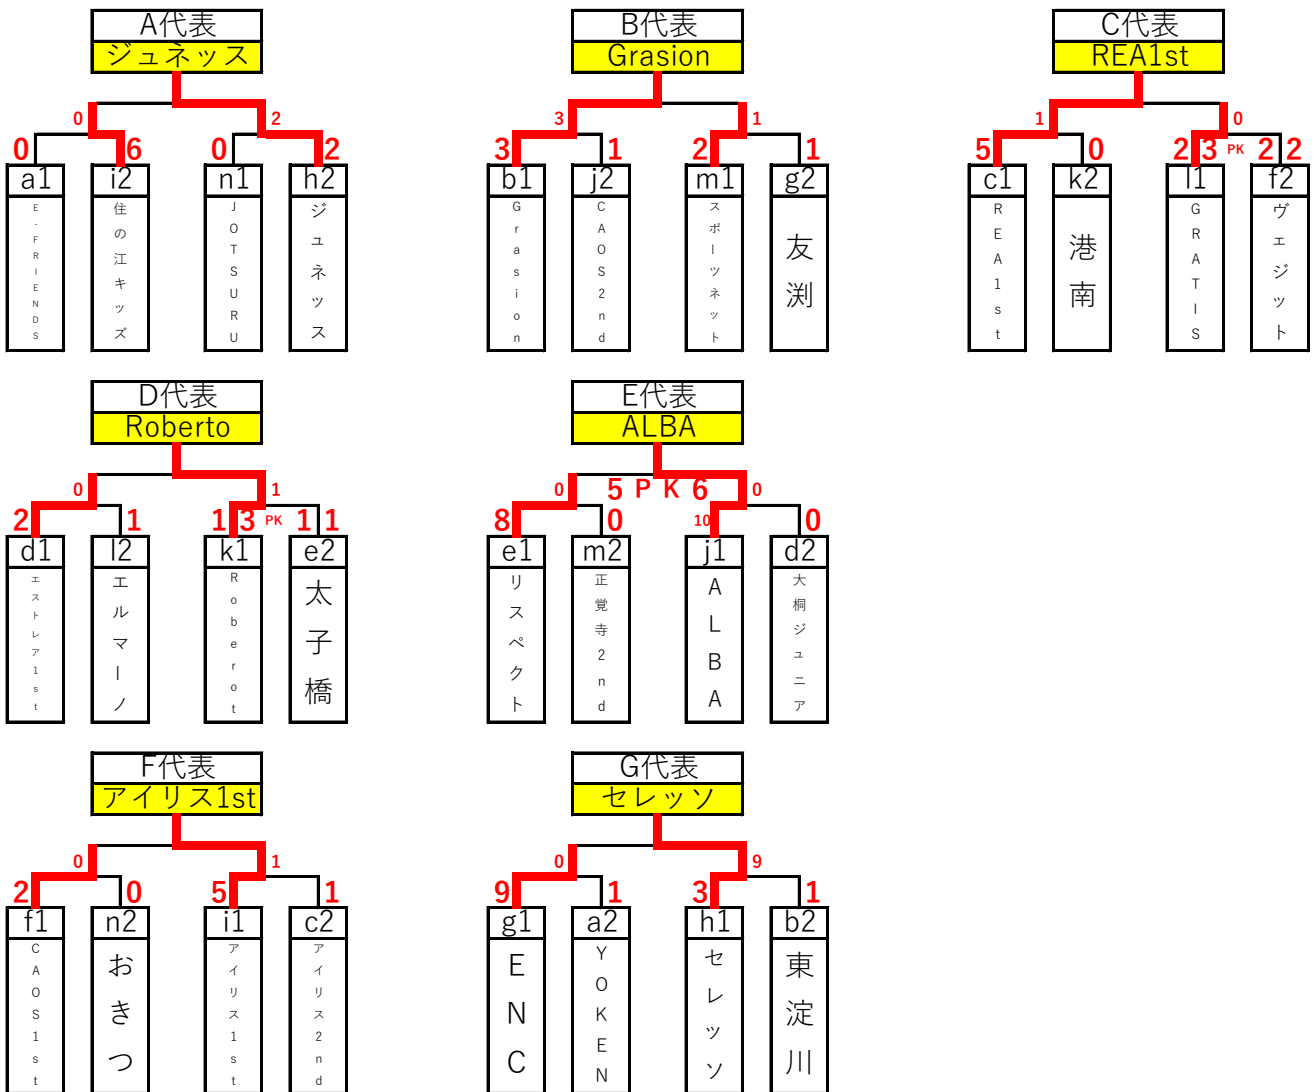 A代表
ジュネッス
0
2
0
6
0
2
a1
i2
n1
h2
E-FRIENDS
住の江キッズ
JOTSURU
ジュネッス
B代表
Grasion
3
1
3
1
2
1
b1
j2
m1
g2
Grasion
CAOS2nd
スポーツネット
友渕
C代表
REA1st
1
0
5
0
2 3 PK 2 2
c1
k2
l1
f2
REA1st
港南
GRATIS
ヴェジット
D代表
Roberto
0
1
2
1
1 3 PK 1 1
d1
l2
k1
e2
エストレア1st
エルマーノ
Roberot
太子橋
E代表
ALBA
0
5 PK 6
0
8
0
10
0
e1
m2
j1
d2
リスペクト
正覚寺2nd
ALBA
大桐ジュニア
F代表
アイリス1st
0
1
2
0
5
1
f1
n2
i1
c2
CAOS1st
おきつ
アイリス1st
アイリス2nd
G代表
セレッソ
0
9
9
1
3
1
g1
a2
h1
b2
ENC
YOKEN
セレッソ
東淀川